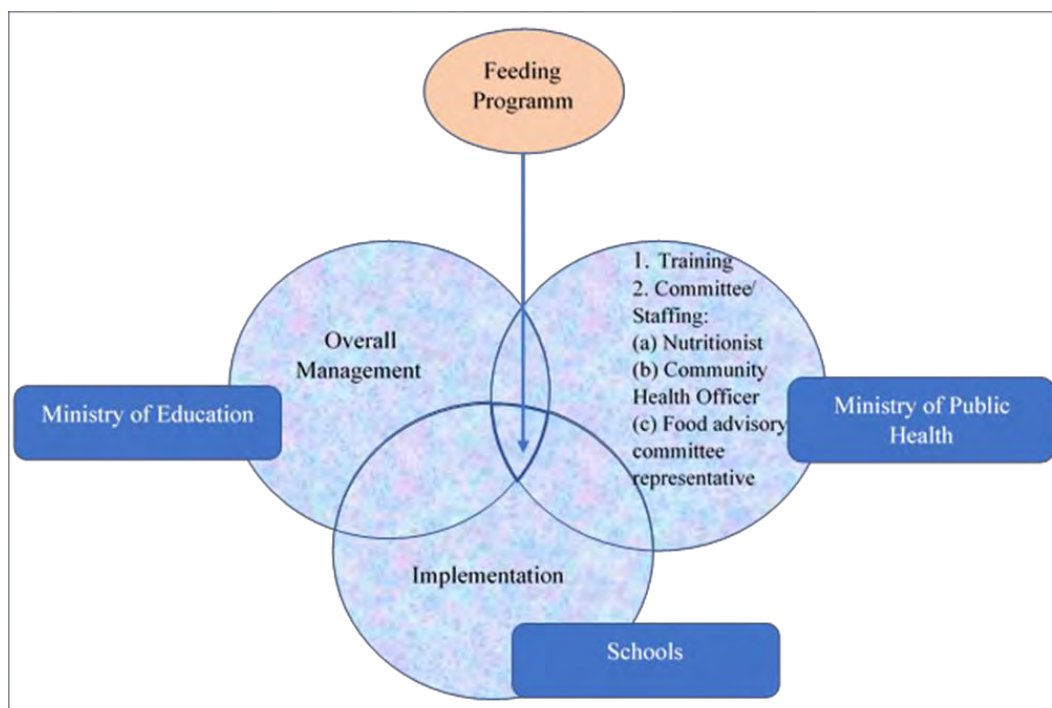 Feeding
Programm
Overall
Management
Ministry of Education
1. Training
2. Committee/
Staffing:
(a) Nutritionist
(b) Community
Health Officer
(c) Food advisory
committee
representative
Ministry of Public
Health
Implementation
Schools